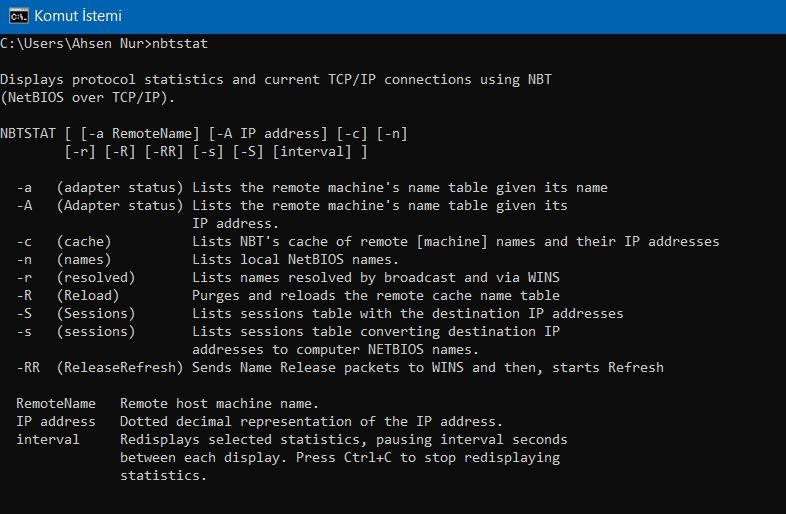 Komut İstemi
C:\Users\Ahsen Nur>nbtstat
Displays protocol statistics and current TCP/IP connections using NBT
(NetBIOS over TCP/IP).
NBTSTAT [ [-a RemoteName] [-A IP address] [-c] [-n]
[-r] [-R] [-RR] [-s] [-S] [interval] ]
-a (adapter status) Lists the remote machine's name table given its name
-A (Adapter status) Lists the remote machine's name table given its
IP address.
-c (cache) Lists NBT's cache of remote [machine] names and their IP addresses
-n (names) Lists local NetBIOS names.
-r (resolved) Lists names resolved by broadcast and via WINS
-R (Reload) Purges and reloads the remote cache name table
-S (Sessions) Lists sessions table with the destination IP addresses
-s (sessions) Lists sessions table converting destination IP
addresses to computer NETBIOS names.
-RR (ReleaseRefresh) Sends Name Release packets to WINS and then, starts Refresh
RemoteName Remote host machine name.
IP address Dotted decimal representation of the IP address.
interval Redisplays selected statistics, pausing interval seconds
between each display. Press Ctrl+C to stop redisplaying
statistics.